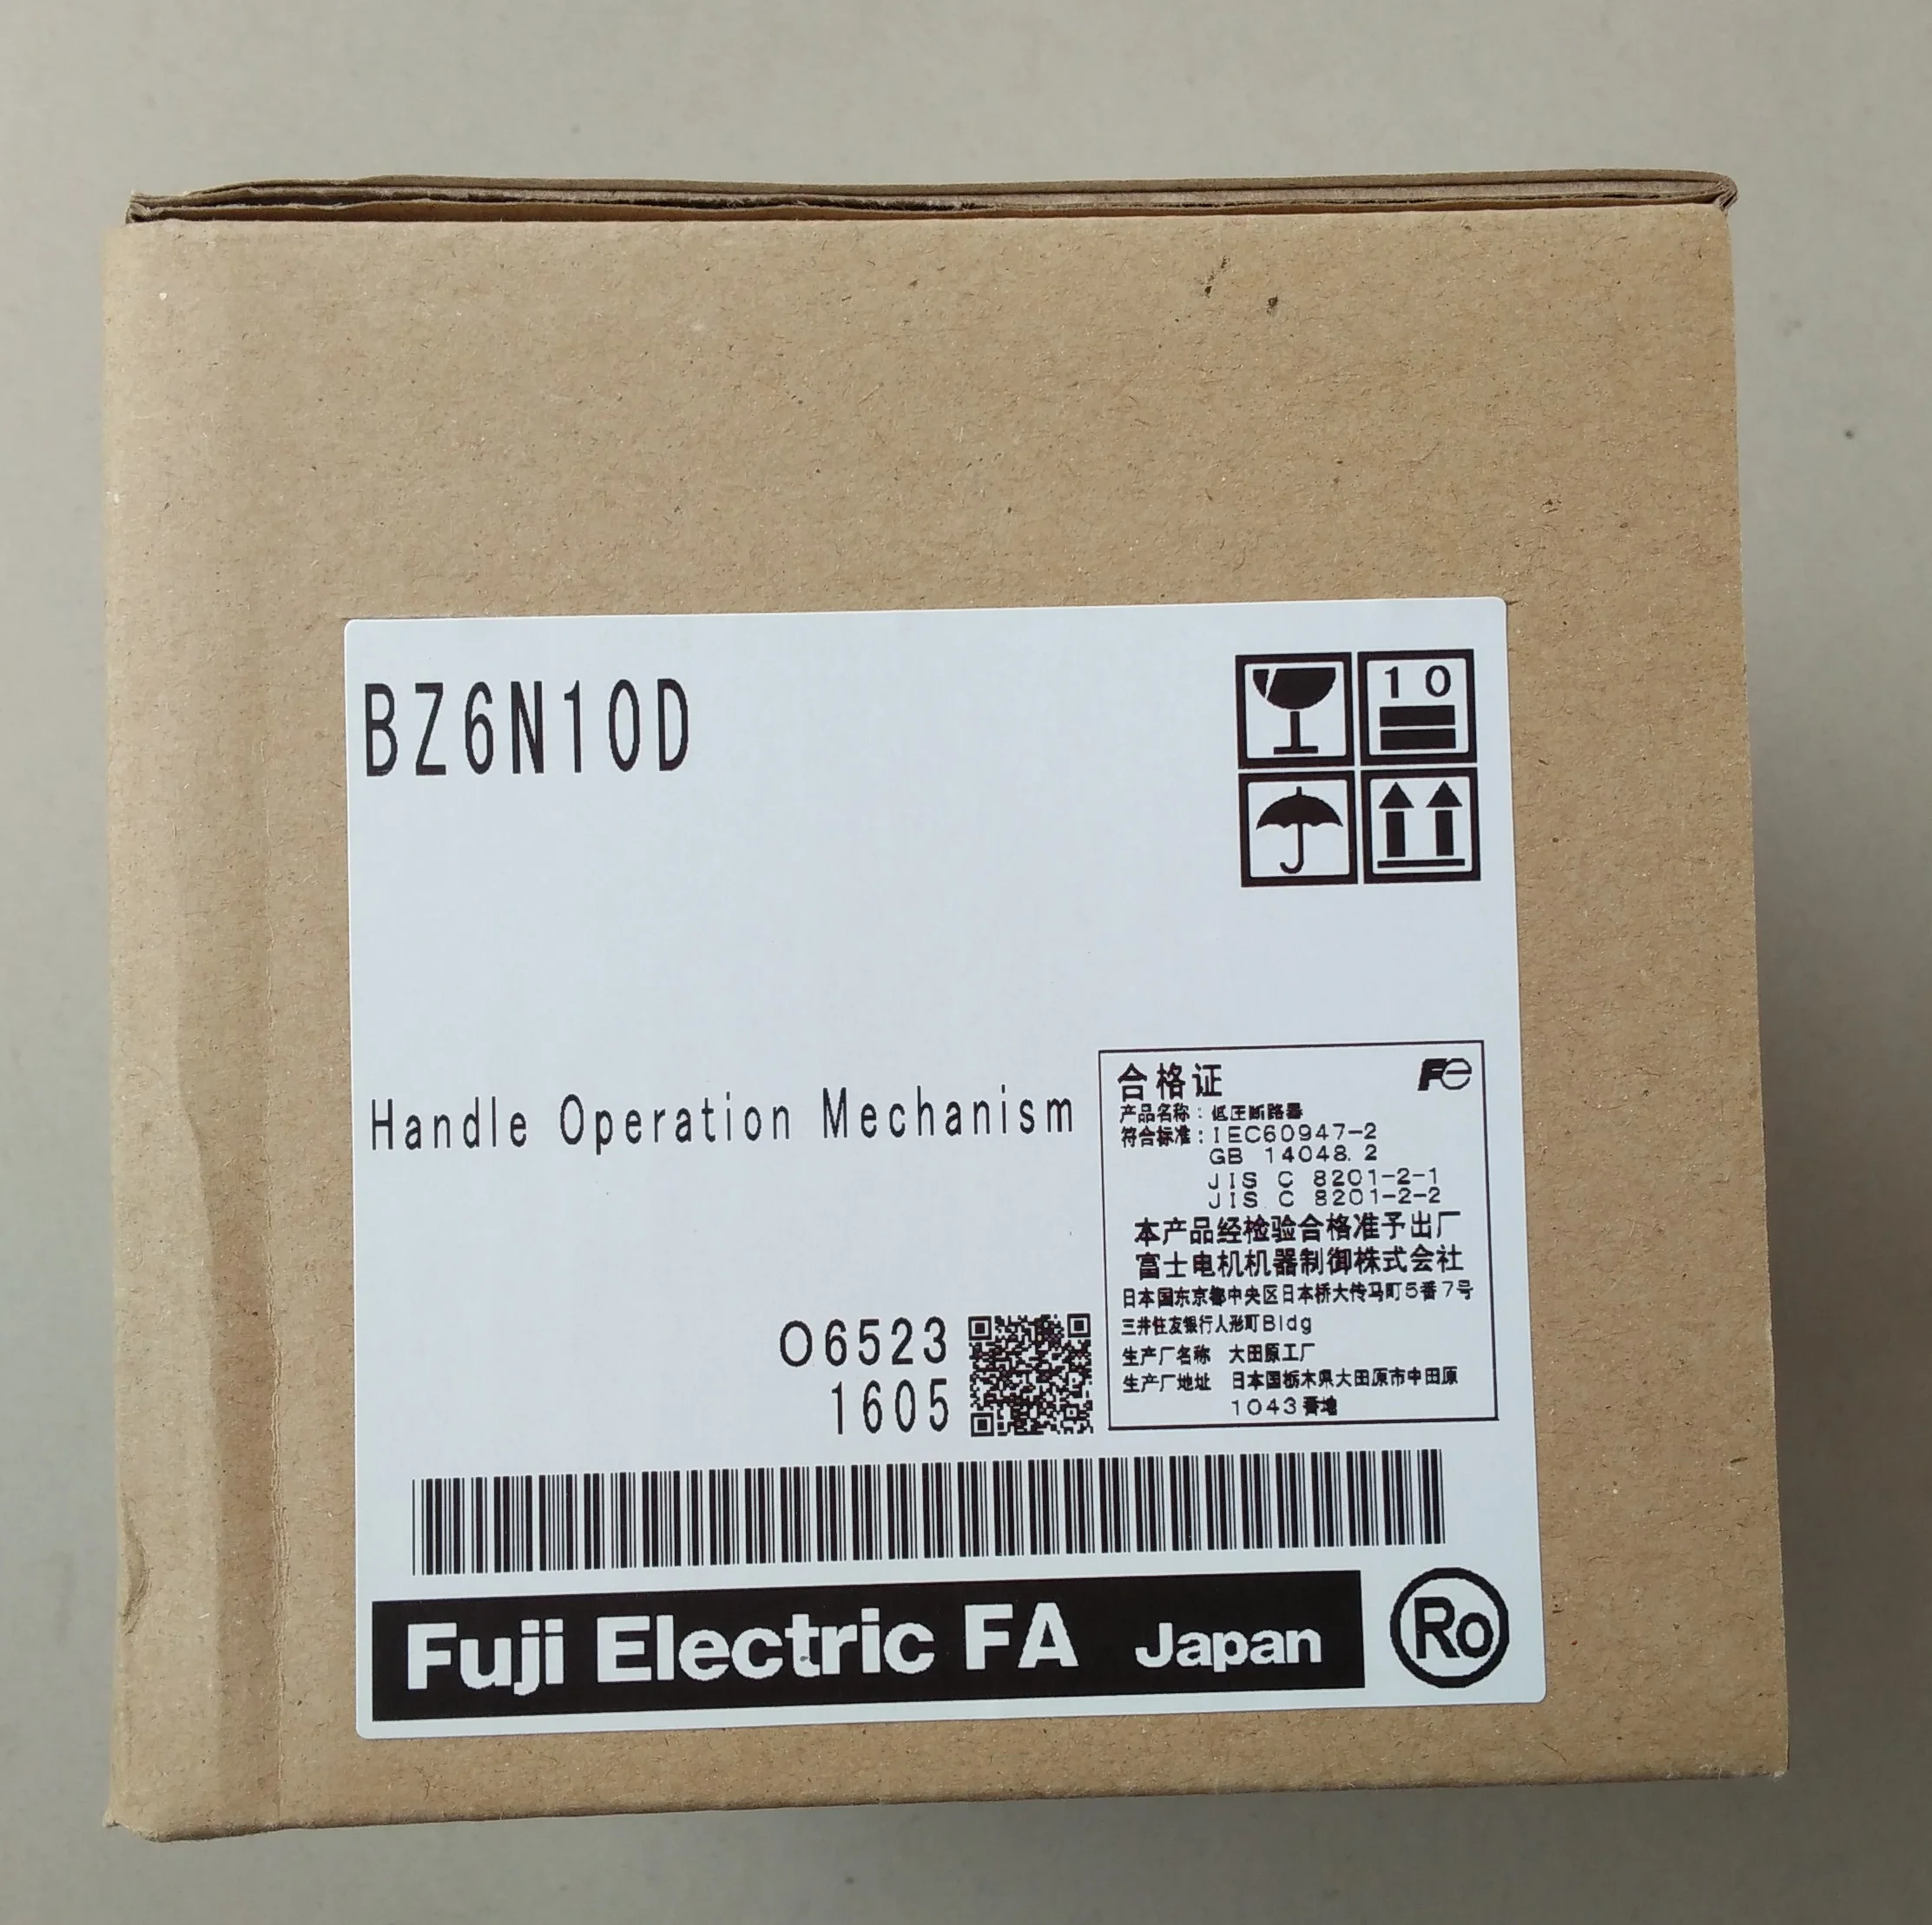 BZ6N10D
10
Handle Operation Mechanism
合格证
Fe
产品名称：低压断路器
符合标准：IEC60947-2
GB 14048.2
JIS C 8201-2-1
JIS C 8201-2-2
本产品经检验合格准予出厂
富士电机机器制御株式会社
日本国东京都中央区日本桥大传马町5番7号
三井住友银行人形町Bldg
生产厂名称 大田原工厂
生产厂地址 日本国栃木県大田原市中田原
1043番地
O6523
1605
Fuji Electric FA Japan
Ro